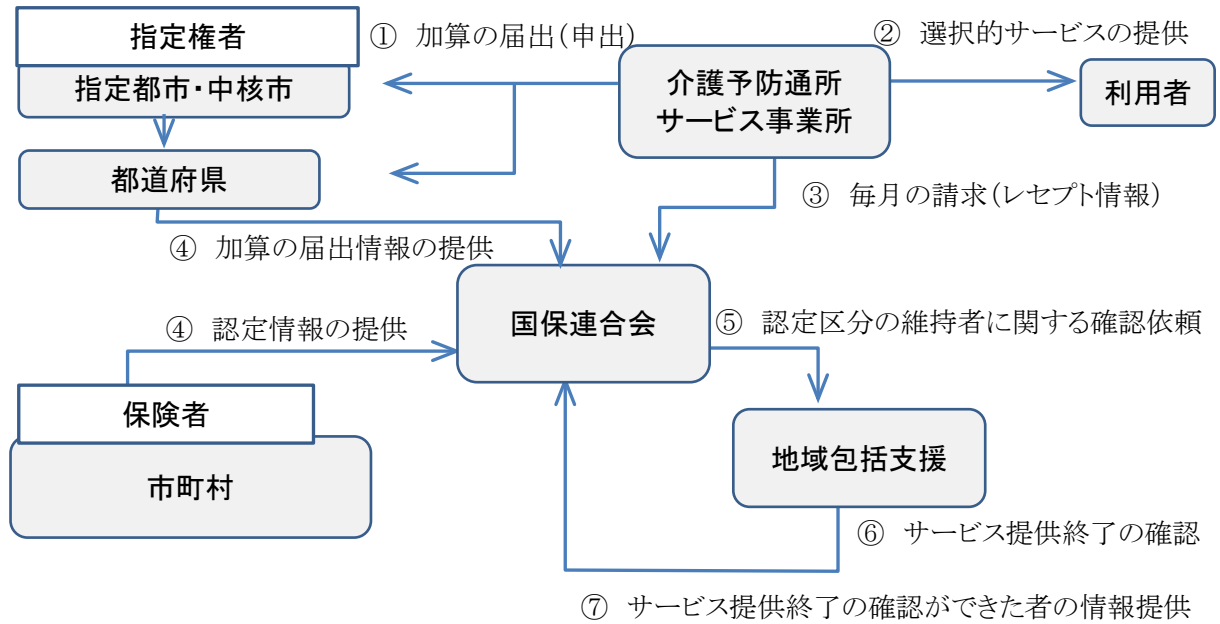 指定権者
① 加算の届出(申出)
② 選択的サービスの提供
指定都市・中核市
介護予防通所
サービス事業所
利用者
都道府県
③ 毎月の請求(レセプト情報)
④ 加算の届出情報の提供
国保連合会
④ 認定情報の提供
⑤ 認定区分の維持者に関する確認依頼
保険者
市町村
地域包括支援
⑥ サービス提供終了の確認
⑦ サービス提供終了の確認ができた者の情報提供